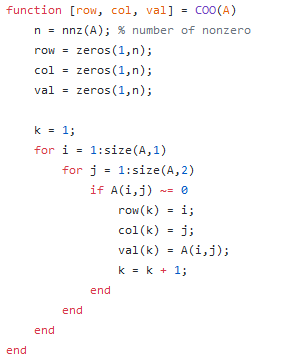 function [row, col, val] = COO(A)
    n = nnz(A); % number of nonzero
    row = zeros(1,n);
    col = zeros(1,n);
    val = zeros(1,n);

    k = 1;
    for i = 1:size(A,1)
        for j = 1:size(A,2)
            if A(i,j) ~= 0
                row(k) = i;
                col(k) = j;
                val(k) = A(i,j);
                k = k + 1;
            end
        end
    end
end